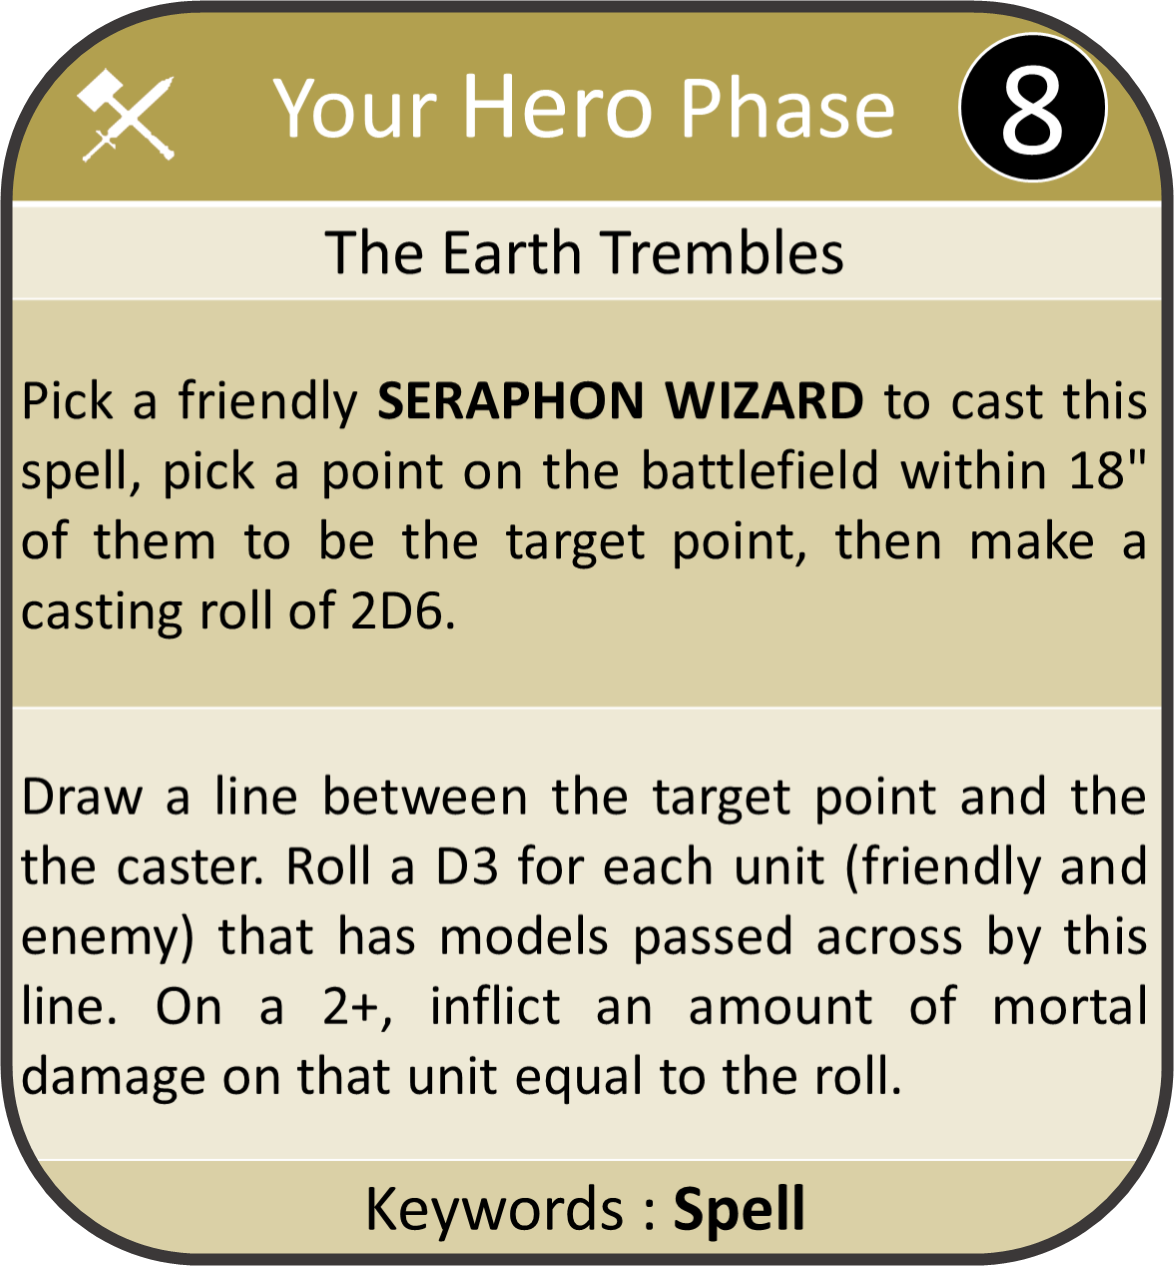 Your Hero Phase 8
The Earth Trembles
Pick a friendly SERAPHON WIZARD to cast this
spell, pick a point on the battlefield within 18"
of them to be the target point, then make a
casting roll of 2D6.
Draw a line between the target point and the
the caster. Roll a D3 for each unit (friendly and
enemy) that has models passed across by this
line. On a 2+, inflict an amount of mortal
damage on that unit equal to the roll.
Keywords : Spell